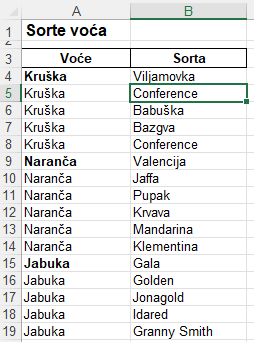 A B
1 Sorte voća
2
3 Voće Sorta
4 Kruška Viljamovka
5 Kruška Conference
6 Kruška Babuška
7 Kruška Bazgva
8 Kruška Conference
9 Naranča Valencija
10 Naranča Jaffa
11 Naranča Pupak
12 Naranča Krvava
13 Naranča Mandarina
14 Naranča Klementina
15 Jabuka Gala
16 Jabuka Golden
17 Jabuka Jonagold
18 Jabuka Idared
19 Jabuka Granny Smith